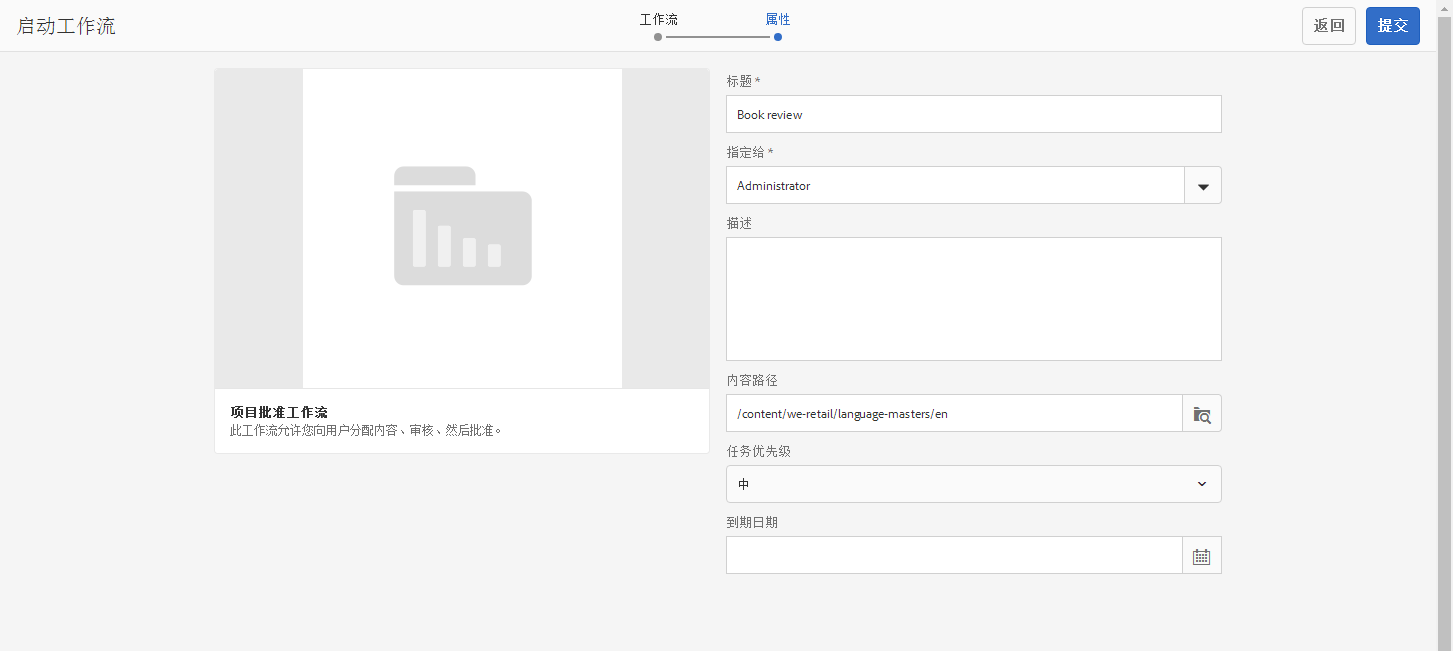 启动工作流
工作流
属性
返回
提交
项目批准工作流
此工作流允许您向用户分配内容、审核、然后批准。
标题 *
Book review
指定给 *
Administrator
描述
内容路径
/content/we-retail/language-masters/en
任务优先级
中
到期日期